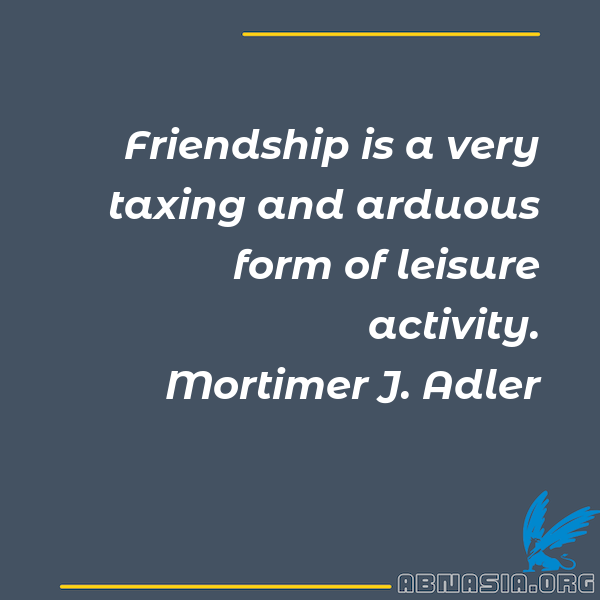 Friendship is a very
taxing and arduous
form of leisure
activity.
Mortimer J. Adler
ABNASIA.ORG